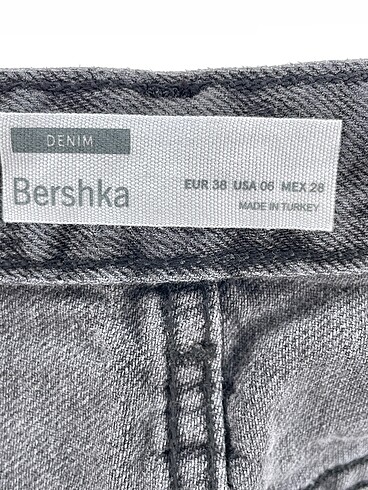 DENIM
Bershka
EUR 38 USA 06 MEX 28
MADE IN TURKEY